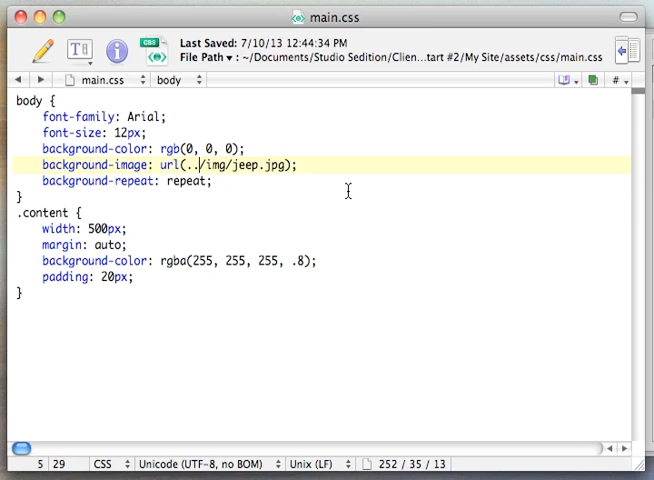 main.css
Last Saved: 7/10/13 12:44:34 PM
File Path ▾ : ~/Documents/Studio Sedition/Clien...tart #2/My Site/assets/css/main.css
CSS
T
main.css
body
#
body {
font-family: Arial;
font-size: 12px;
background-color: rgb(0, 0, 0);
background-image: url(../img/jeep.jpg);
background-repeat: repeat;
}
.content {
width: 500px;
margin: auto;
background-color: rgba(255, 255, 255, .8);
padding: 20px;
}
5 29 CSS Unicode (UTF-8, no BOM) Unix (LF) 252 / 35 / 13